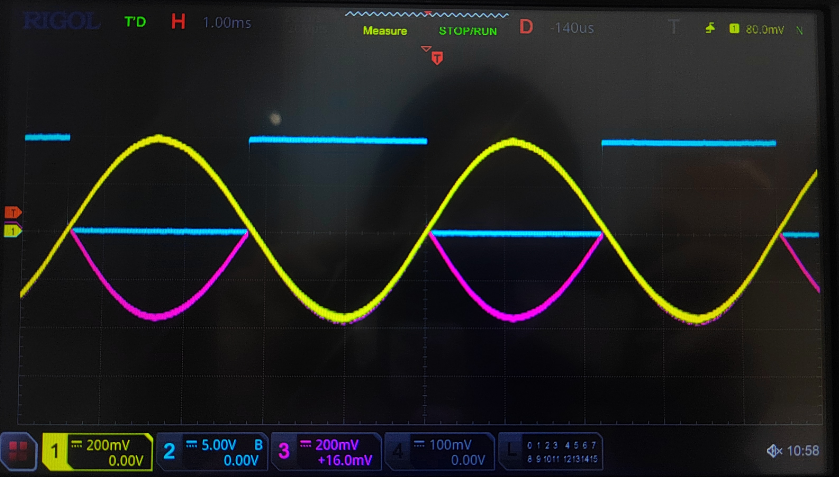 RIGOL T'D H 1.00ms Measure STOP/RUN D -140us T 1 80.0mV N
T
T
1
1 200mV 0.00V
2 5.00V B 0.00V
3 200mV +16.0mV
4 100mV 0.00V
L 0 1 2 3 4 5 6 7
8 9 10 11 12 13 14 15
10:58